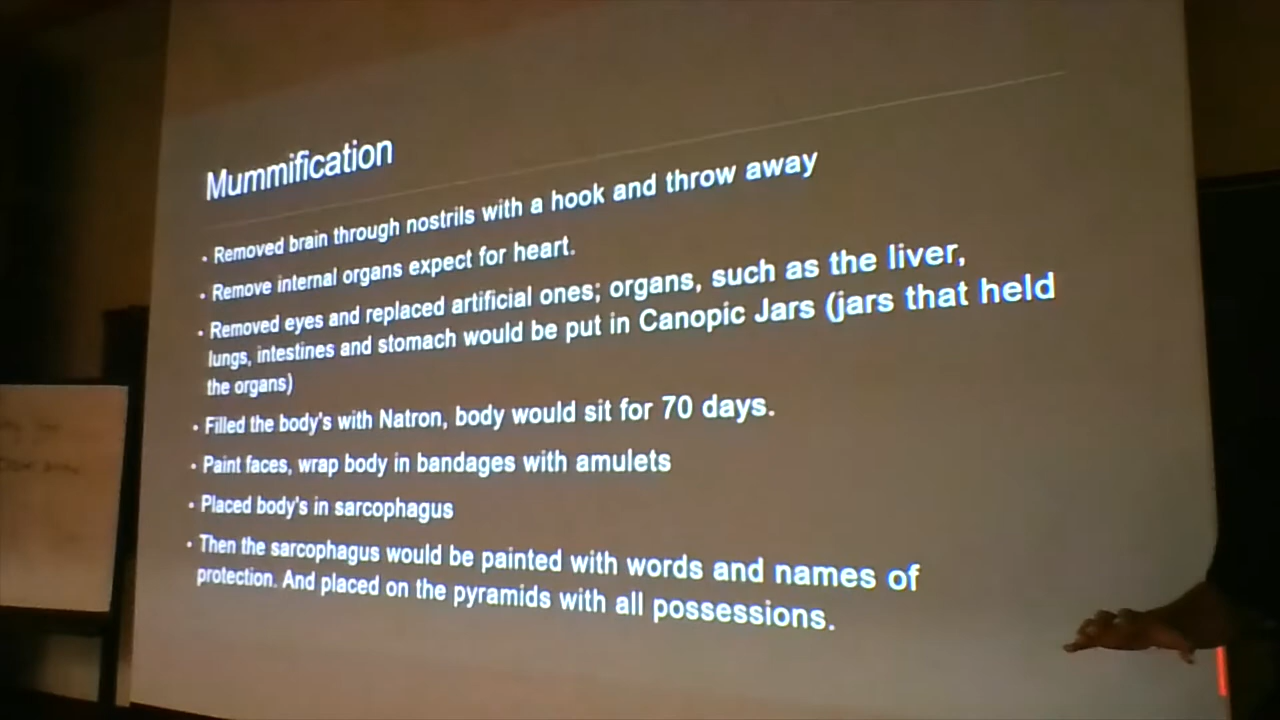 Mummification
• Removed brain through nostrils with a hook and throw away
• Remove internal organs expect for heart.
• Removed eyes and replaced artificial ones; organs, such as the liver,
lungs, intestines and stomach would be put in Canopic Jars (jars that held
the organs)
• Filled the body's with Natron, body would sit for 70 days.
• Paint faces, wrap body in bandages with amulets
• Placed body's in sarcophagus
• Then the sarcophagus would be painted with words and names of
protection. And placed on the pyramids with all possessions.